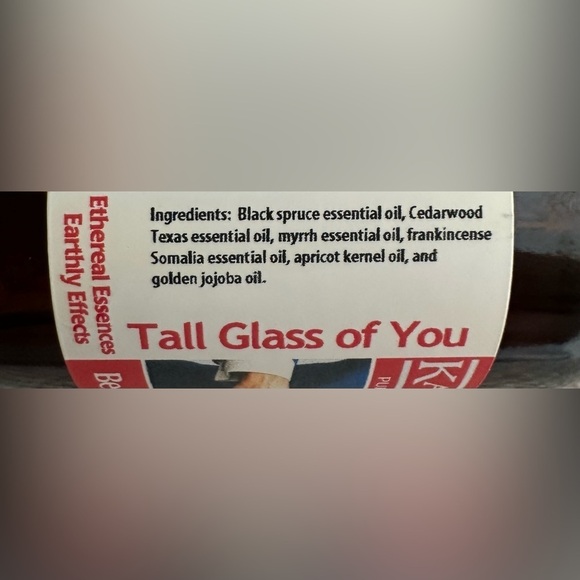 Ingredients: Black spruce essential oil, Cedarwood
Texas essential oil, myrrh essential oil, frankincense
Somalia essential oil, apricot kernel oil, and
golden jojoba oil.
Tall Glass of You
Ethereal Essences
Earthly Effects